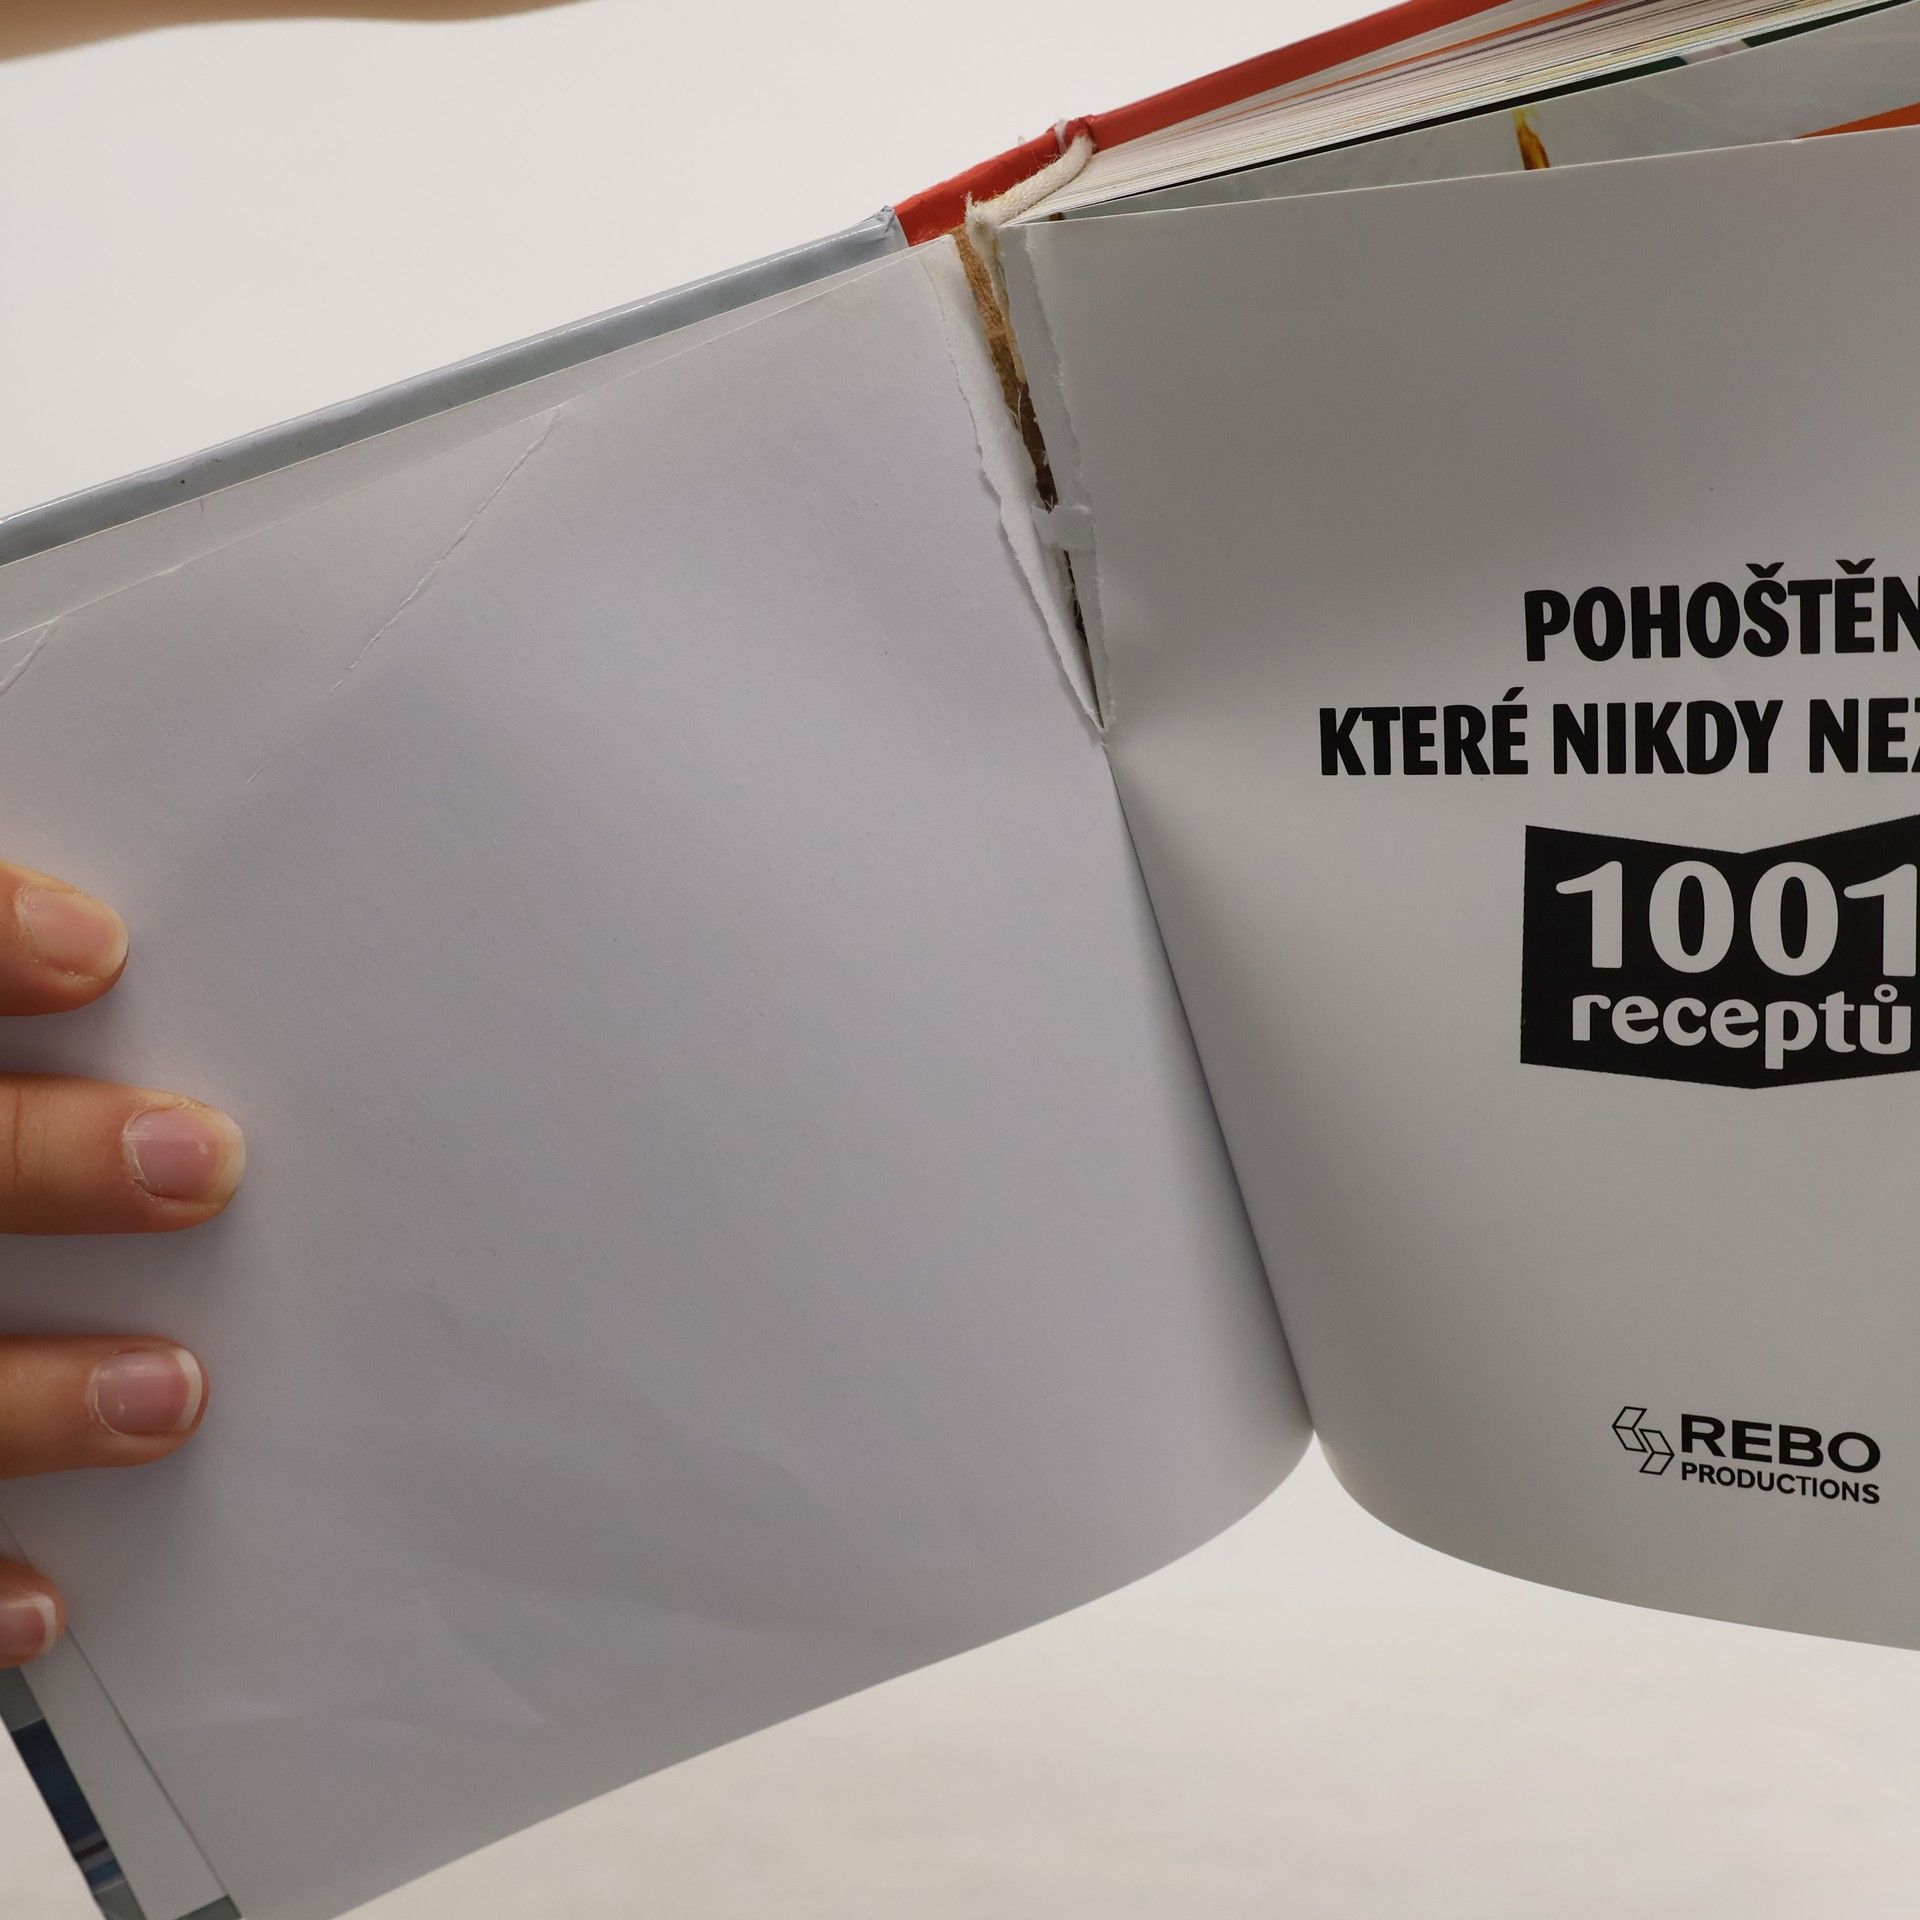 POHOŠTĚN
KTERÉ NIKDY NEZ
1001
receptů
REBO
PRODUCTIONS